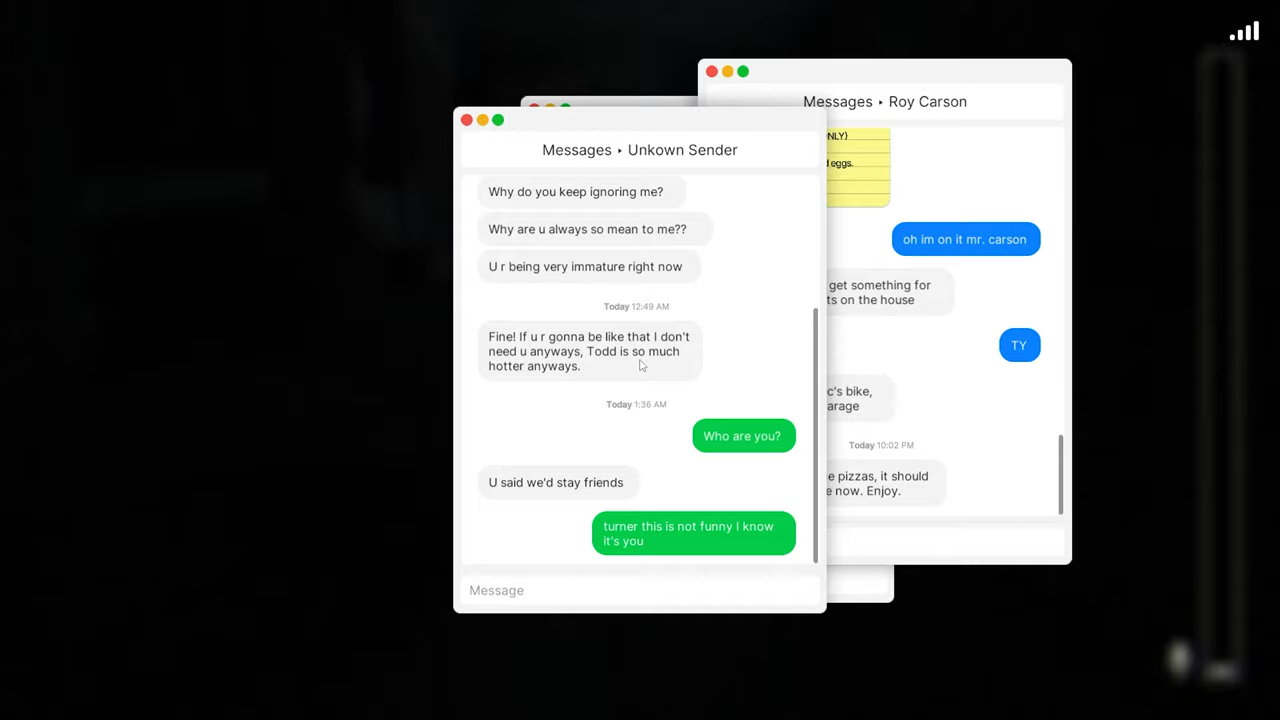 Messages ‣ Unkown Sender
Why do you keep ignoring me?
Why are u always so mean to me??
U r being very immature right now
Today 12:49 AM
Fine! If u r gonna be like that I don't
need u anyways, Todd is so much
hotter anyways.
Today 1:36 AM
Who are you?
U said we'd stay friends
turner this is not funny I know
it's you
Message
Messages ‣ Roy Carson
NLY)
eggs.
oh im on it mr. carson
get something for
ts on the house
TY
c's bike,
arage
Today 10:02 PM
e pizzas, it should
e now. Enjoy.